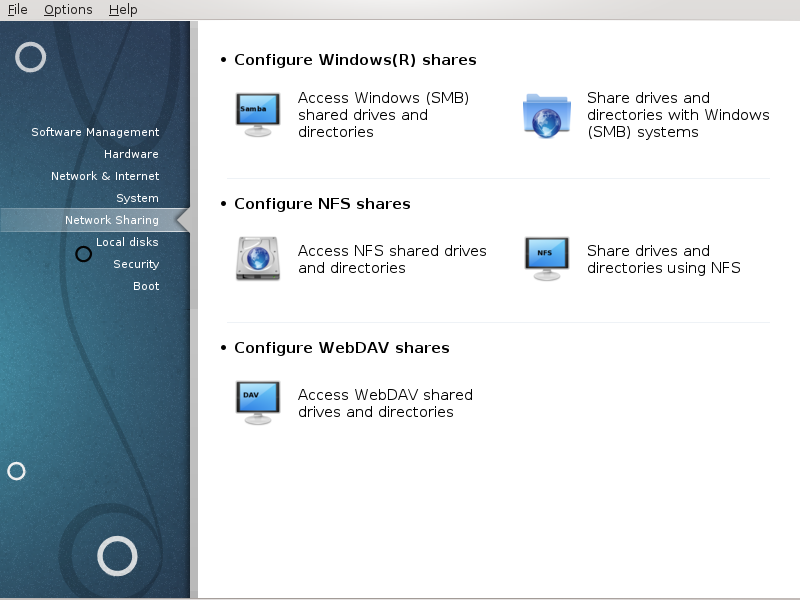 File Options Help
Software Management
Hardware
Network & Internet
System
Network Sharing
Local disks
Security
Boot
• Configure Windows(R) shares
Samba
Access Windows (SMB)
shared drives and
directories
Share drives and
directories with Windows
(SMB) systems
• Configure NFS shares
Access NFS shared drives
and directories
NFS
Share drives and
directories using NFS
• Configure WebDAV shares
DAV
Access WebDAV shared
drives and directories